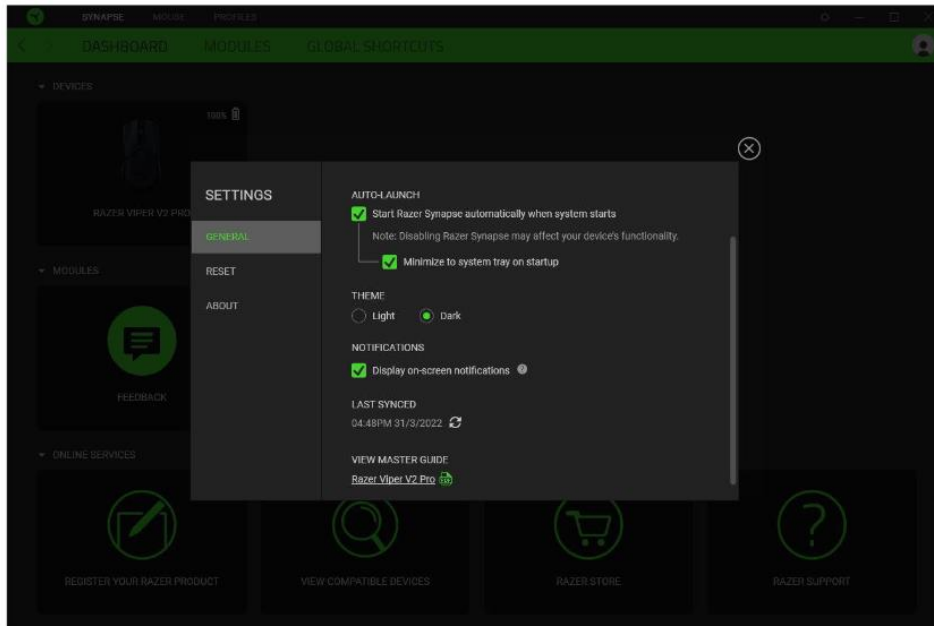 SYNAPSE MOUSE PROFILES
DASHBOARD MODULES GLOBAL SHORTCUTS
DEVICES
100%
RAZER VIPER V2 PRO
MODULES
FEEDBACK
ONLINE SERVICES
REGISTER YOUR RAZER PRODUCT
VIEW COMPATIBLE DEVICES
RAZER STORE
RAZER SUPPORT
SETTINGS
GENERAL
RESET
ABOUT
AUTO-LAUNCH
Start Razer Synapse automatically when system starts
Note: Disabling Razer Synapse may affect your device's functionality.
Minimize to system tray on startup
THEME
Light Dark
NOTIFICATIONS
Display on-screen notifications ?
LAST SYNCED
04:48PM 31/3/2022
VIEW MASTER GUIDE
Razer Viper V2 Pro